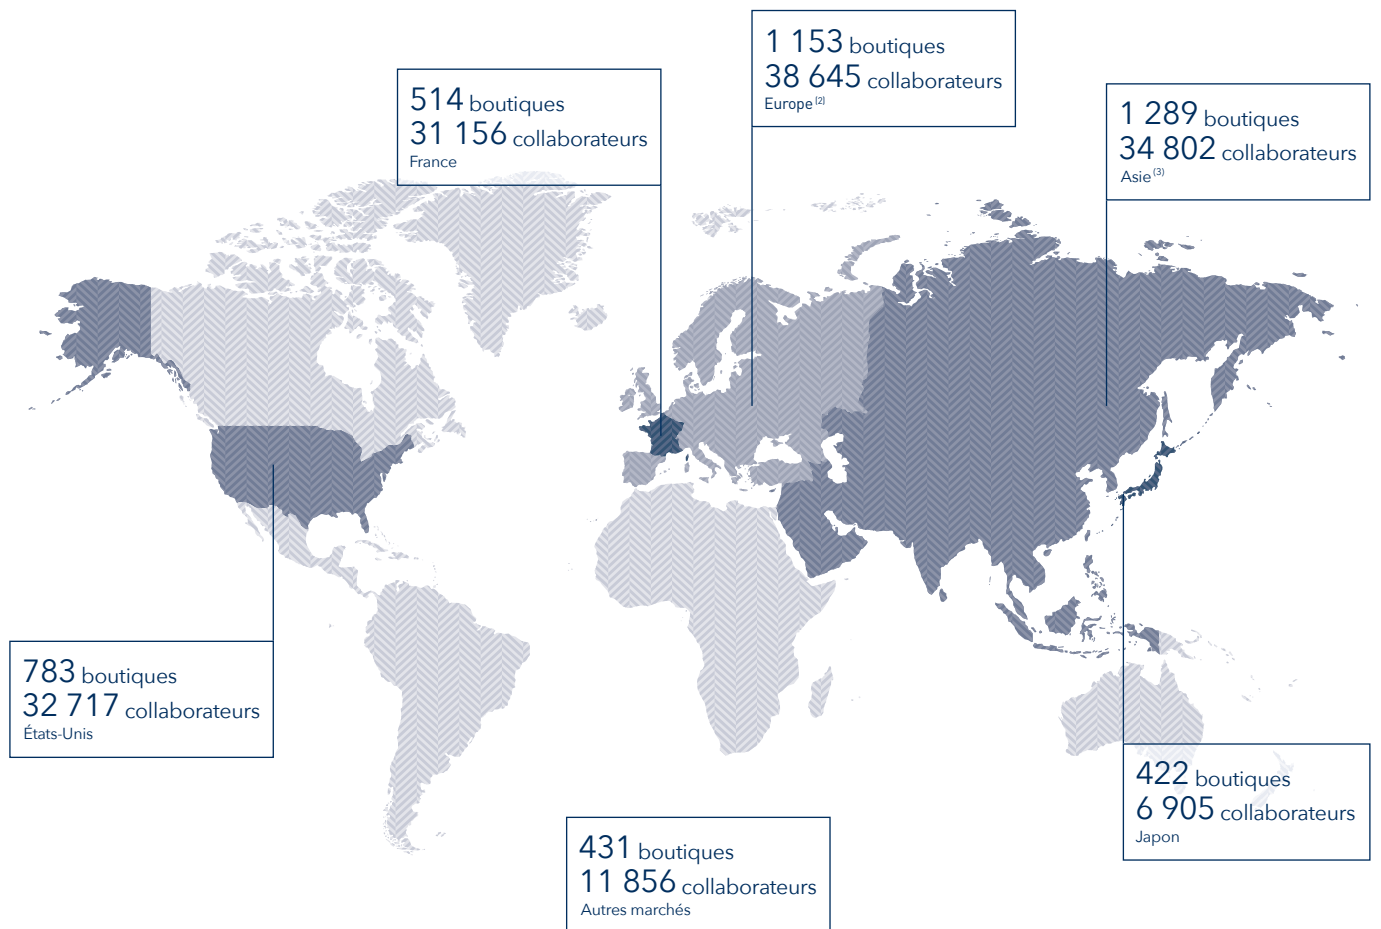 1 153 boutiques
38 645 collaborateurs
Europe (2)
514 boutiques
31 156 collaborateurs
France
1 289 boutiques
34 802 collaborateurs
Asie (3)
783 boutiques
32 717 collaborateurs
États-Unis
422 boutiques
6 905 collaborateurs
Japon
431 boutiques
11 856 collaborateurs
Autres marchés